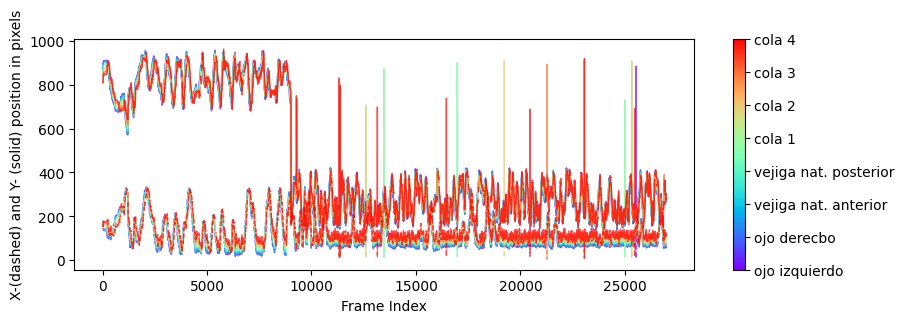 X-(dashed) and Y- (solid) position in pixels
1000
800
600
400
200
0
0 5000 10000 15000 20000 25000
Frame Index
cola 4
cola 3
cola 2
cola 1
vejiga nat. posterior
vejiga nat. anterior
ojo derecbo
ojo izquierdo